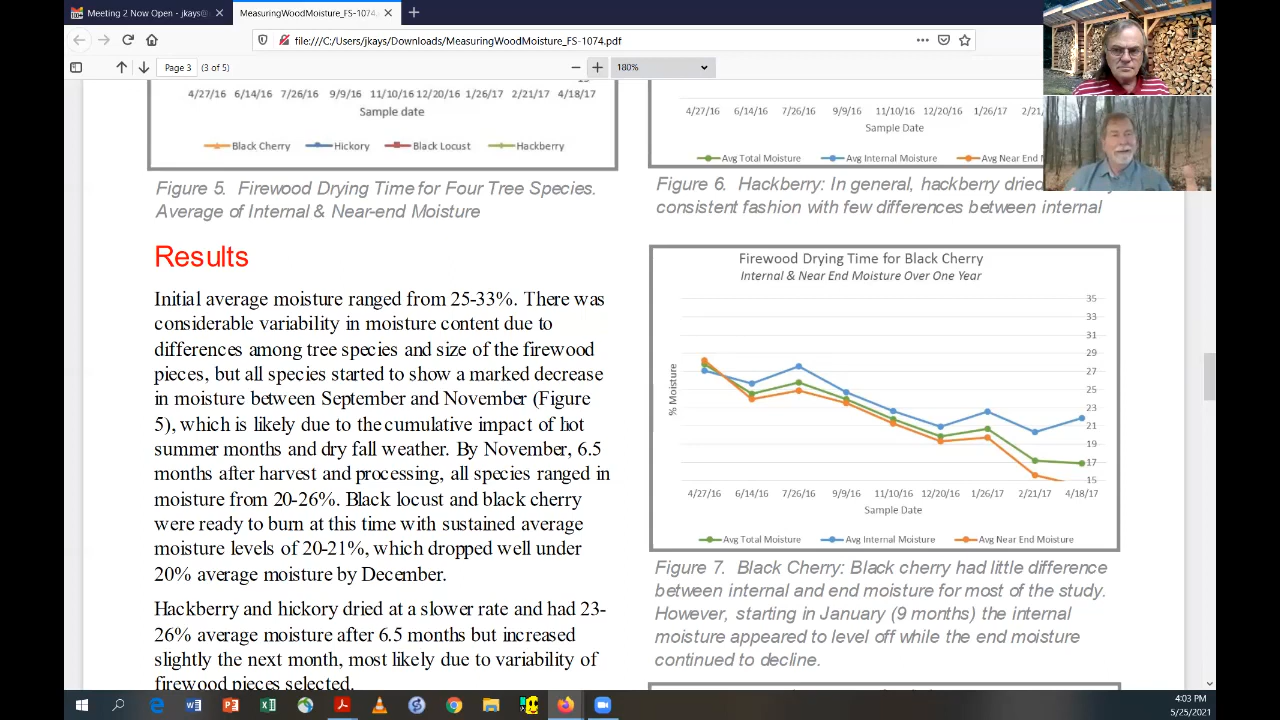 Meeting 2 Now Open - jkays@
MeasuringWoodMoisture_FS-1074.
file:///C:/Users/jkays/Downloads/MeasuringWoodMoisture_FS-1074.pdf
Page 3 (3 of 5)
180%
4/27/16 6/14/16 7/26/16 9/9/16 11/10/16 12/20/16 1/26/17 2/21/17 4/18/17
Sample date
Black Cherry Hickory Black Locust Hackberry
Figure 5. Firewood Drying Time for Four Tree Species.
Average of Internal & Near-end Moisture
4/27/16 6/14/16 7/26/16 9/9/16 11/10/16 12/20/16 1/26/17 2/21/
Sample Date
Avg Total Moisture Avg Internal Moisture Avg Near End M
Figure 6. Hackberry: In general, hackberry dried
consistent fashion with few differences between internal
Results
Initial average moisture ranged from 25-33%. There was
considerable variability in moisture content due to
differences among tree species and size of the firewood
pieces, but all species started to show a marked decrease
in moisture between September and November (Figure
5), which is likely due to the cumulative impact of hot
summer months and dry fall weather. By November, 6.5
months after harvest and processing, all species ranged in
moisture from 20-26%. Black locust and black cherry
were ready to burn at this time with sustained average
moisture levels of 20-21%, which dropped well under
20% average moisture by December.
Hackberry and hickory dried at a slower rate and had 23-
26% average moisture after 6.5 months but increased
slightly the next month, most likely due to variability of
firewood pieces selected.
Firewood Drying Time for Black Cherry
Internal & Near End Moisture Over One Year
% Moisture
35
33
31
29
27
25
23
21
19
17
15
4/27/16 6/14/16 7/26/16 9/9/16 11/10/16 12/20/16 1/26/17 2/21/17 4/18/17
Sample Date
Avg Total Moisture Avg Internal Moisture Avg Near End Moisture
Figure 7. Black Cherry: Black cherry had little difference
between internal and end moisture for most of the study.
However, starting in January (9 months) the internal
moisture appeared to level off while the end moisture
continued to decline.
4:03 PM
5/25/2021